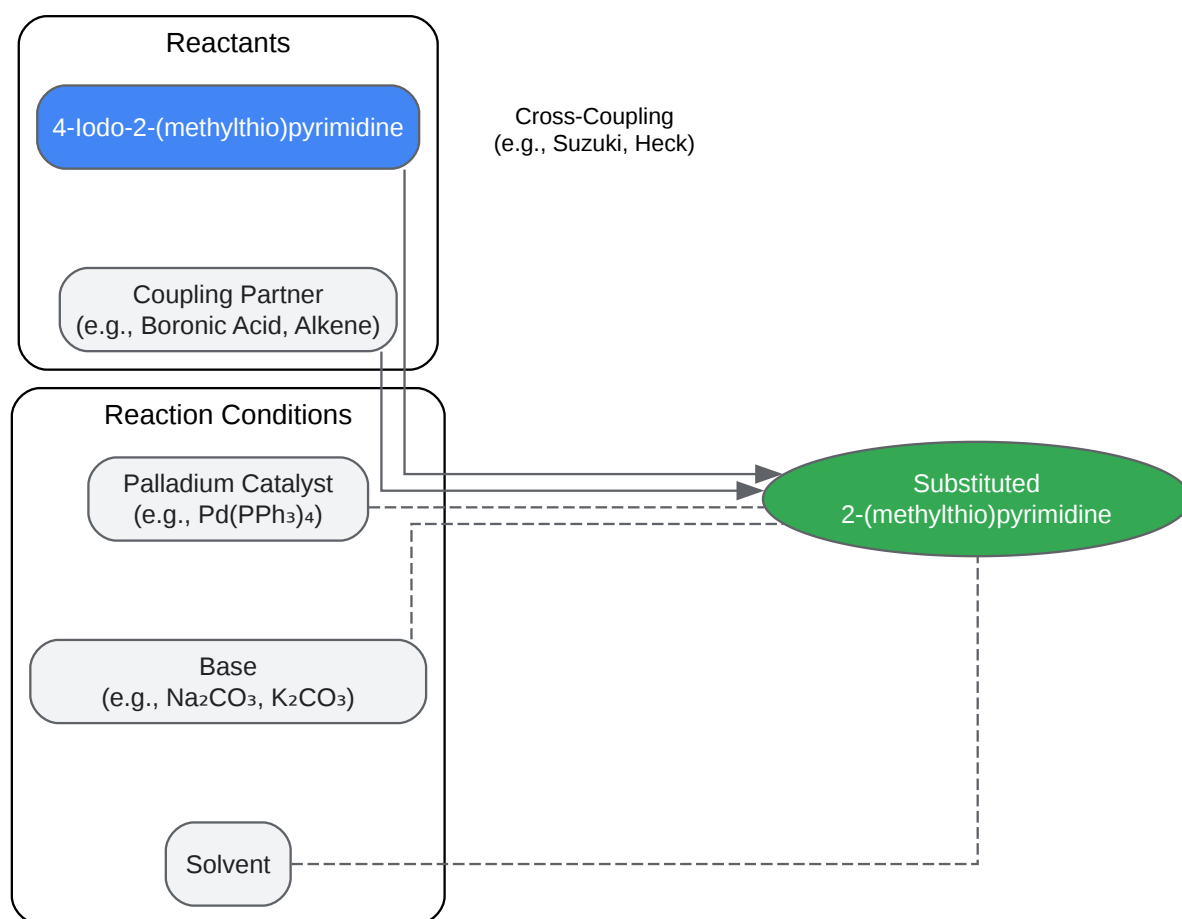 Reactants
4-Iodo-2-(methylthio)pyrimidine
Cross-Coupling
(e.g., Suzuki, Heck)
Coupling Partner
(e.g., Boronic Acid, Alkene)
Reaction Conditions
Palladium Catalyst
(e.g., Pd(PPh₃)₄)
Substituted
2-(methylthio)pyrimidine
Base
(e.g., Na₂CO₃, K₂CO₃)
Solvent